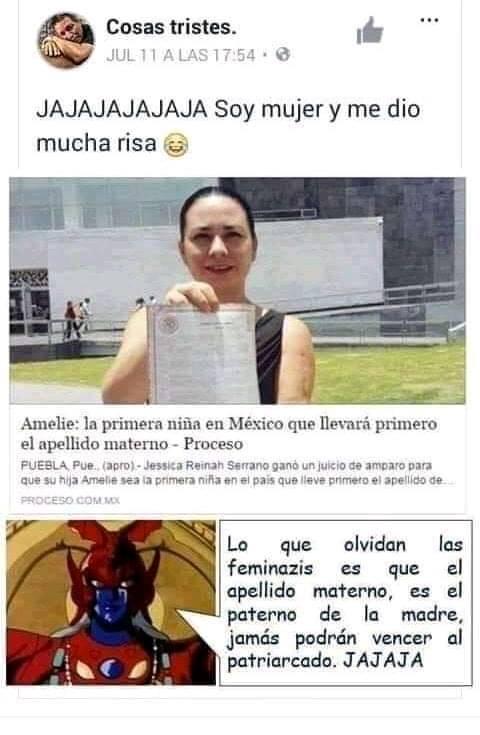 Cosas tristes.
JUL 11 A LAS 17:54 ·
JAJAJAJAJAJA Soy mujer y me dio
mucha risa 😂
Amelie: la primera niña en México que llevará primero
el apellido materno - Proceso
PUEBLA, Pue., (apro).- Jessica Reinah Serrano ganó un juicio de amparo para
que su hija Amelie sea la primera niña en el país que lleve primero el apellido de...
PROCESO.COM.MX
Lo que olvidan las
feminazis es que el
apellido materno, es el
paterno de la madre,
jamás podrán vencer al
patriarcado. JAJAJA